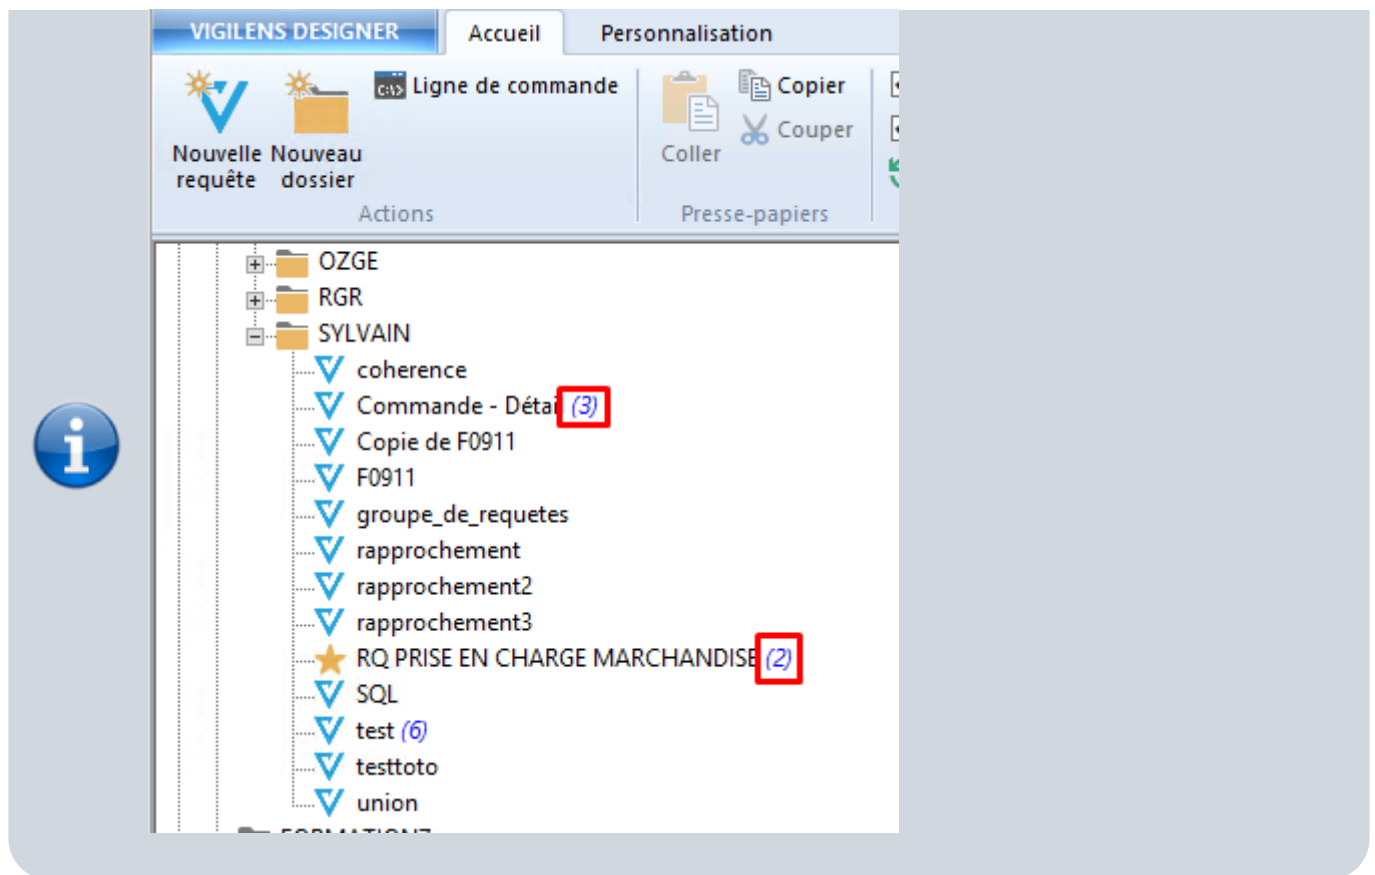 VIGILENS DESIGNER Accueil Personnalisation
Ligne de commande
Copier
Couper
Nouvelle requête
Nouveau dossier
Coller
Actions Presse-papiers
OZGE
RGR
SYLVAIN
coherence
Commande - Détai (3)
Copie de F0911
F0911
groupe_de_requetes
rapprochement
rapprochement2
rapprochement3
RQ PRISE EN CHARGE MARCHANDISE (2)
SQL
test (6)
testtoto
union